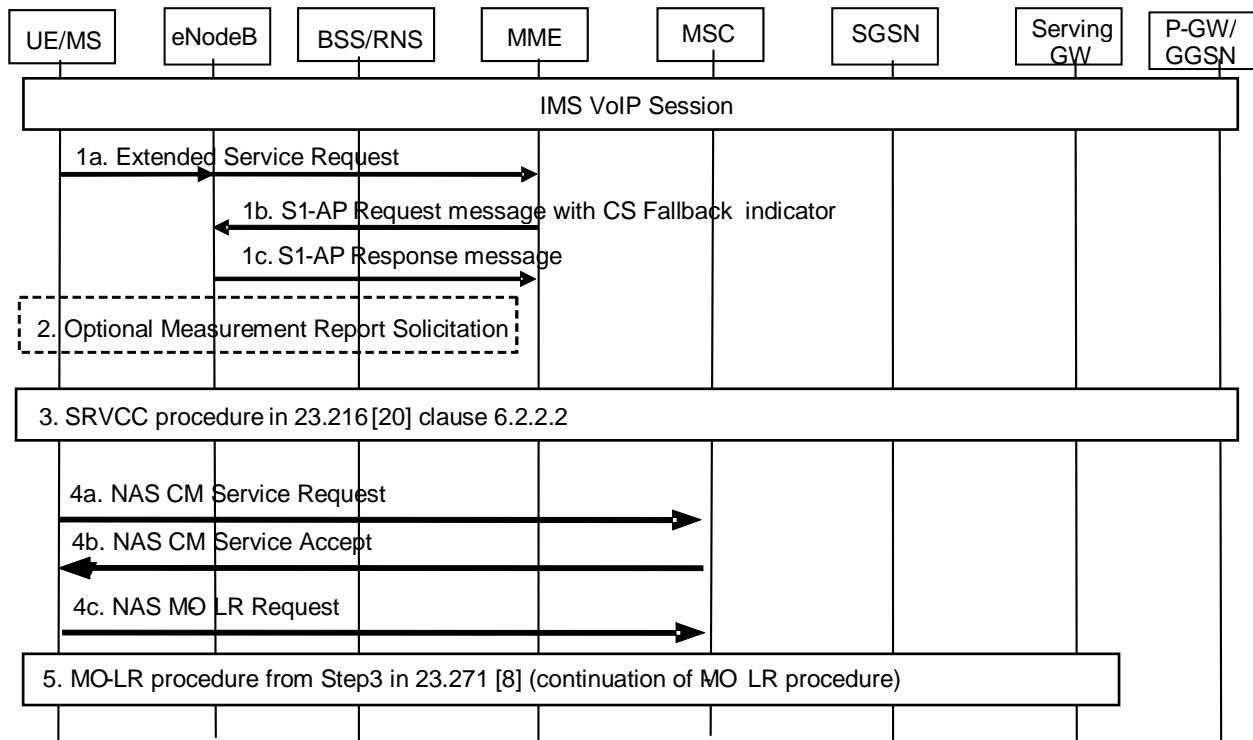 UE/MS
eNodeB
BSS/RNS
MME
MSC
SGSN
Serving
GW
P-GW/
GGSN
IMS VoIP Session
1a. Extended Service Request
1b. S1-AP Request message with CS Fallback indicator
1c. S1-AP Response message
2. Optional Measurement Report Solicitation
3. SRVCC procedure in 23.216 [20] clause 6.2.2.2
4a. NAS CM Service Request
4b. NAS CM Service Accept
4c. NAS MO-LR Request
5. MO-LR procedure from Step3 in 23.271 [8] (continuation of MO-LR procedure)